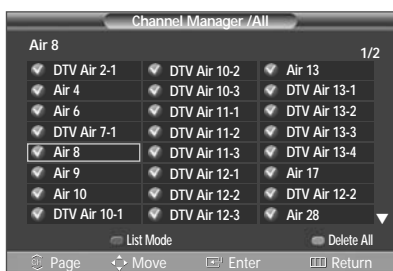 Channel Manager /All
Air 8
1/2
DTV Air 2-1 DTV Air 10-2 Air 13
Air 4 DTV Air 10-3 DTV Air 13-1
Air 6 DTV Air 11-1 DTV Air 13-2
DTV Air 7-1 DTV Air 11-2 DTV Air 13-3
Air 8 DTV Air 11-3 DTV Air 13-4
Air 9 DTV Air 12-1 Air 17
Air 10 DTV Air 12-2 DTV Air 12-2
DTV Air 10-1 DTV Air 12-3 Air 28
List Mode Delete All
Page Move Enter Return